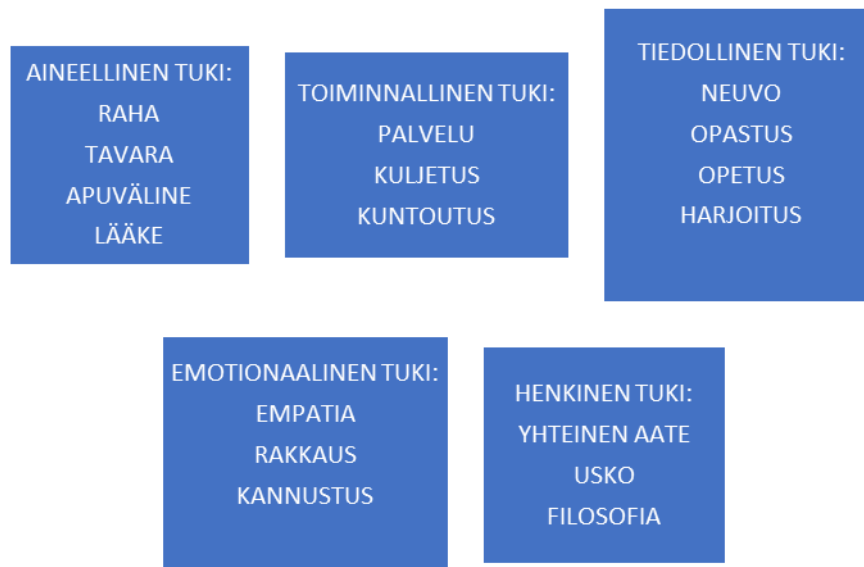 AINEELLINEN TUKI:
RAHA
TAVARA
APUVÄLINE
LÄÄKE
TOIMINNALLINEN TUKI:
PALVELU
KULJETUS
KUNTOUTUS
TIEDOLLINEN TUKI:
NEUVO
OPASTUS
OPETUS
HARJOITUS
EMOTIONAALINEN TUKI:
EMPATIA
RAKKAUS
KANNUSTUS
HENKINEN TUKI:
YHTEINEN AATE
USKO
FILOSOFIA